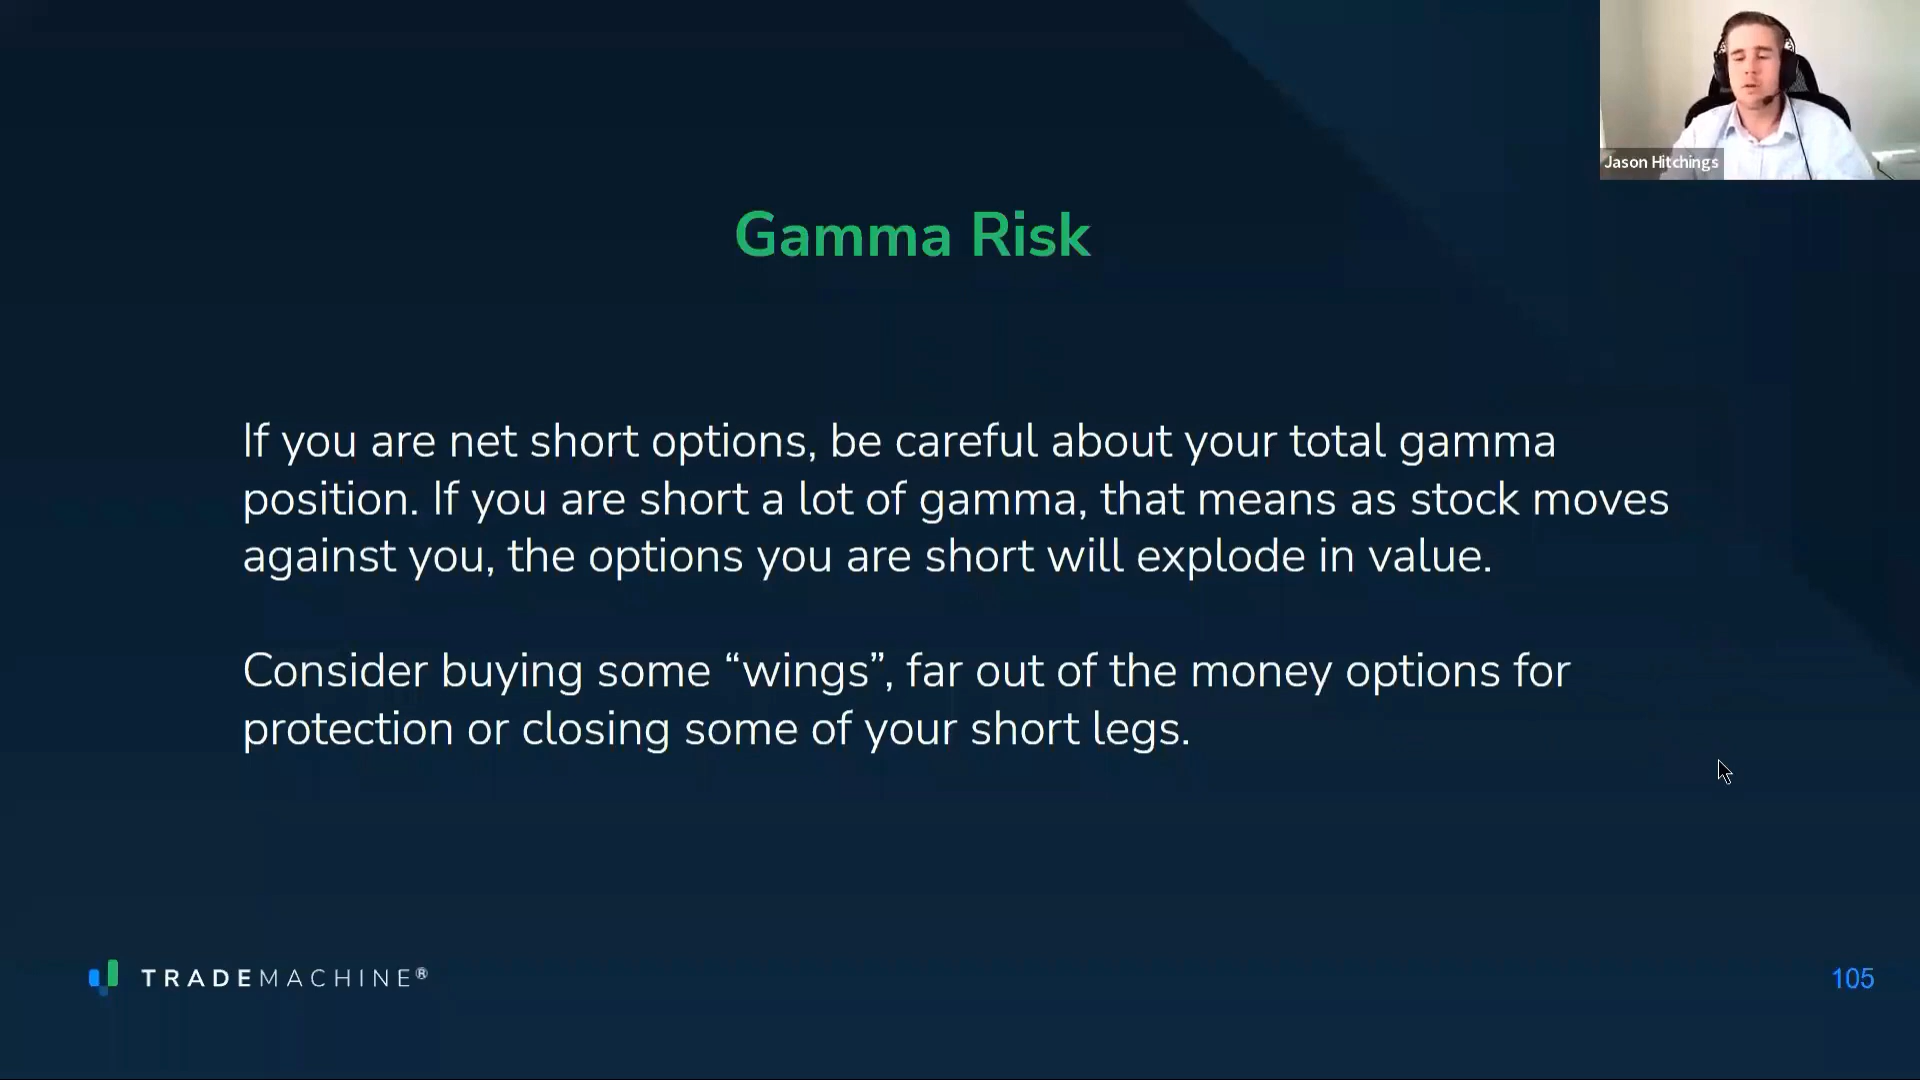 Jason Hitchings
Gamma Risk
If you are net short options, be careful about your total gamma
position. If you are short a lot of gamma, that means as stock moves
against you, the options you are short will explode in value.
Consider buying some “wings”, far out of the money options for
protection or closing some of your short legs.
TRADEMACHINE®
105